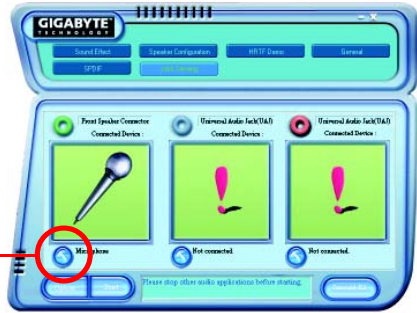 GIGABYTE™
TECHNOLOGY
Sound Effect
Speaker Configuration
HRTF Demo
General
SPDIF
Front Speaker Connector
Connected Device :
Universal Audio Jack(UAJ)
Connected Device :
Universal Audio Jack(UAJ)
Connected Device :
Microphone
Not connected.
Not connected.
Start
Please stop other audio applications before starting.